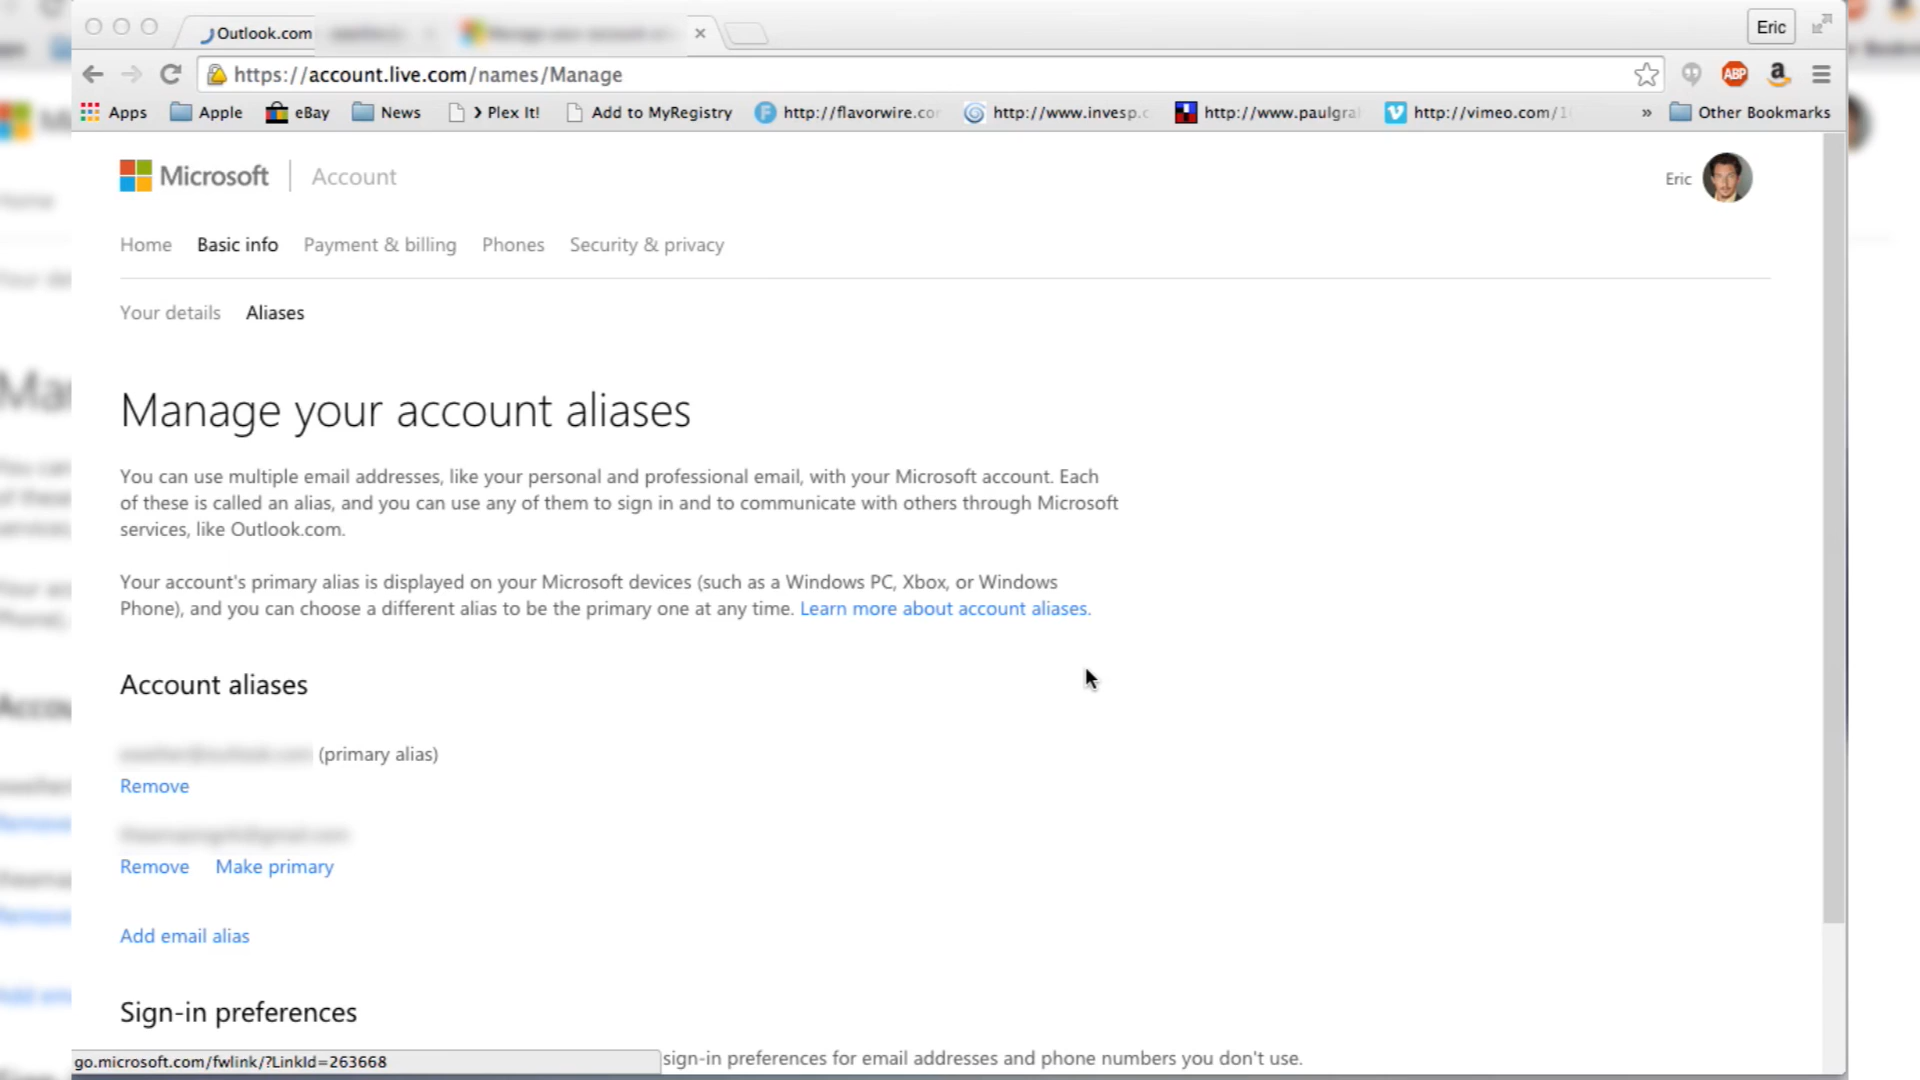 Outlook.com
Eric
https://account.live.com/names/Manage
Apps Apple eBay News > Plex It! Add to MyRegistry http://flavorwire.co http://www.invesp.c http://www.paulgra http://vimeo.com/1 » Other Bookmarks
Microsoft Account
Eric
Home Basic info Payment & billing Phones Security & privacy
Your details Aliases
Manage your account aliases
You can use multiple email addresses, like your personal and professional email, with your Microsoft account. Each
of these is called an alias, and you can use any of them to sign in and to communicate with others through Microsoft
services, like Outlook.com.
Your account's primary alias is displayed on your Microsoft devices (such as a Windows PC, Xbox, or Windows
Phone), and you can choose a different alias to be the primary one at any time. Learn more about account aliases.
Account aliases
(primary alias)
Remove
Remove Make primary
Add email alias
Sign-in preferences
sign-in preferences for email addresses and phone numbers you don't use.
go.microsoft.com/fwlink/?LinkId=263668